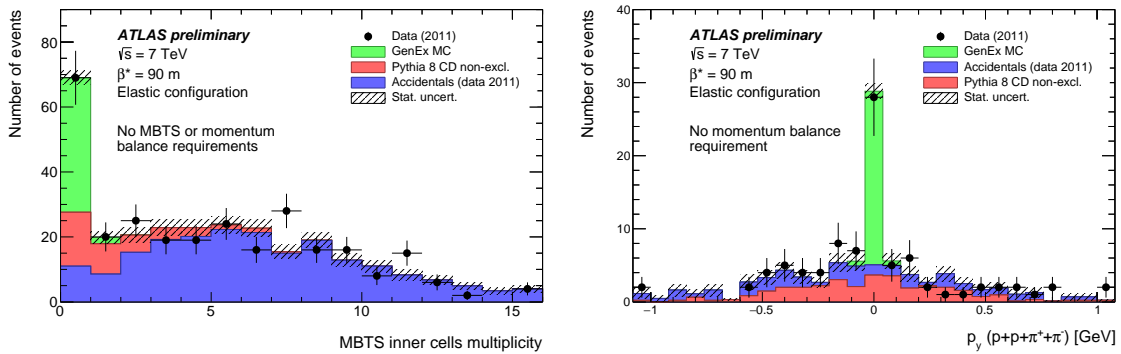 Number of events
80
60
40
20
0
0
5
10
15
MBTS inner cells multiplicity
ATLAS preliminary
√s = 7 TeV
β* = 90 m
Elastic configuration
No MBTS or momentum
balance requirements
Data (2011)
GenEx MC
Pythia 8 CD non-excl.
Accidentals (data 2011)
Stat. uncert.
Number of events
40
30
20
10
0
−1
−0.5
0
0.5
1
p_y (p+p+π⁺+π⁻) [GeV]
ATLAS preliminary
√s = 7 TeV
β* = 90 m
Elastic configuration
No momentum balance
requirement
Data (2011)
GenEx MC
Accidentals (data 2011)
Pythia 8 CD non-excl.
Stat. uncert.